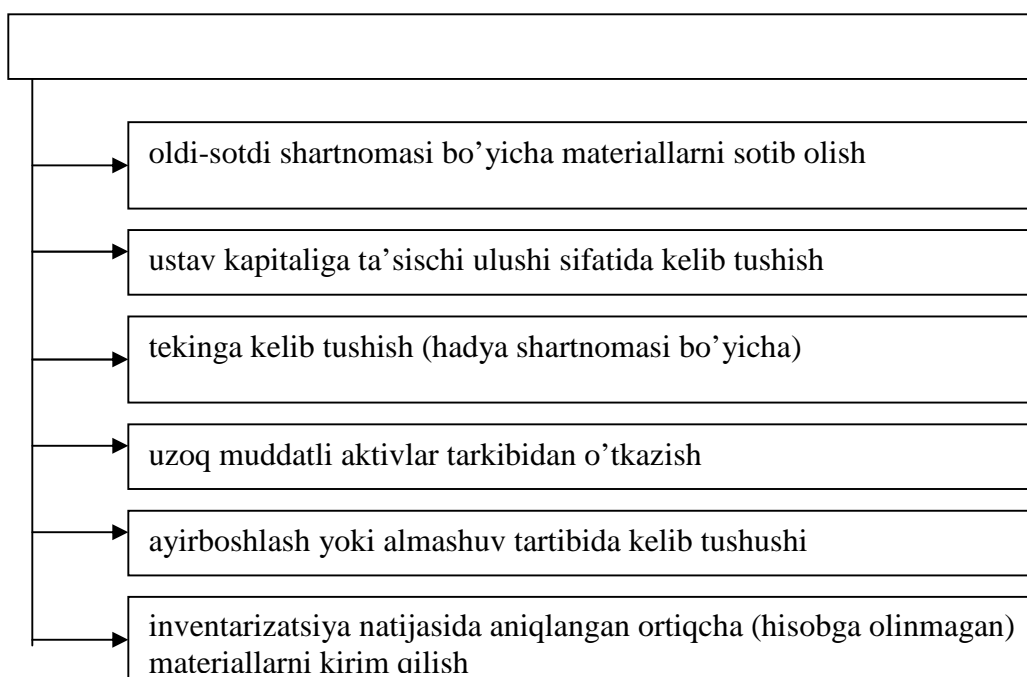 oldi-sotdi shartnomasi bo’yicha materiallarni sotib olish
ustav kapitaliga ta’sischi ulushi sifatida kelib tushish
tekinga kelib tushish (hadya shartnomasi bo’yicha)
uzoq muddatli aktivlar tarkibidan o’tkazish
ayirboshlash yoki almashuv tartibida kelib tushushi
inventarizatsiya natijasida aniqlangan ortiqcha (hisobga olinmagan)
materiallarni kirim qilish